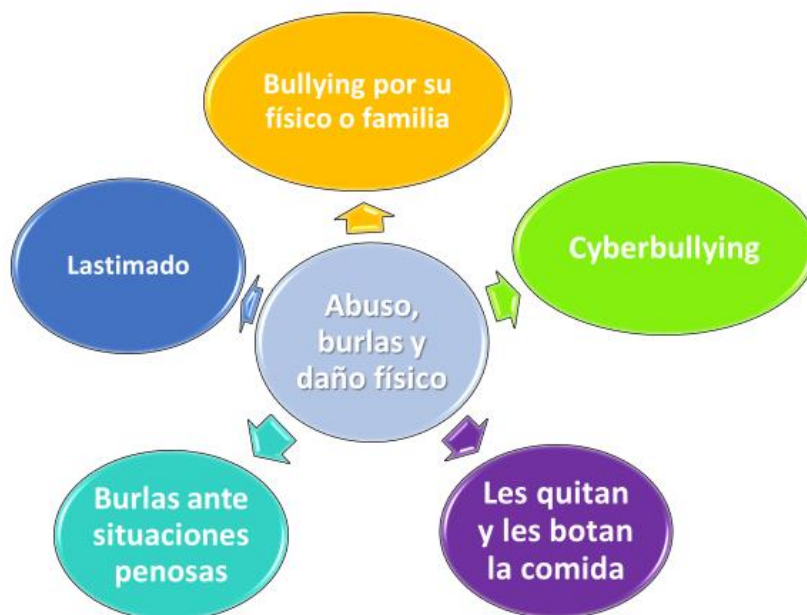 Bullying por su
físico o familia
Lastimado
Cyberbullying
Abuso,
burlas y
daño físico
Burlas ante
situaciones
penosas
Les quitan
y les botan
la comida